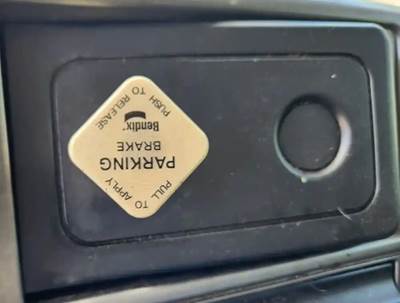 PULL TO APPLY
PARKING
BRAKE
Bendix
PUSH TO RELEASE